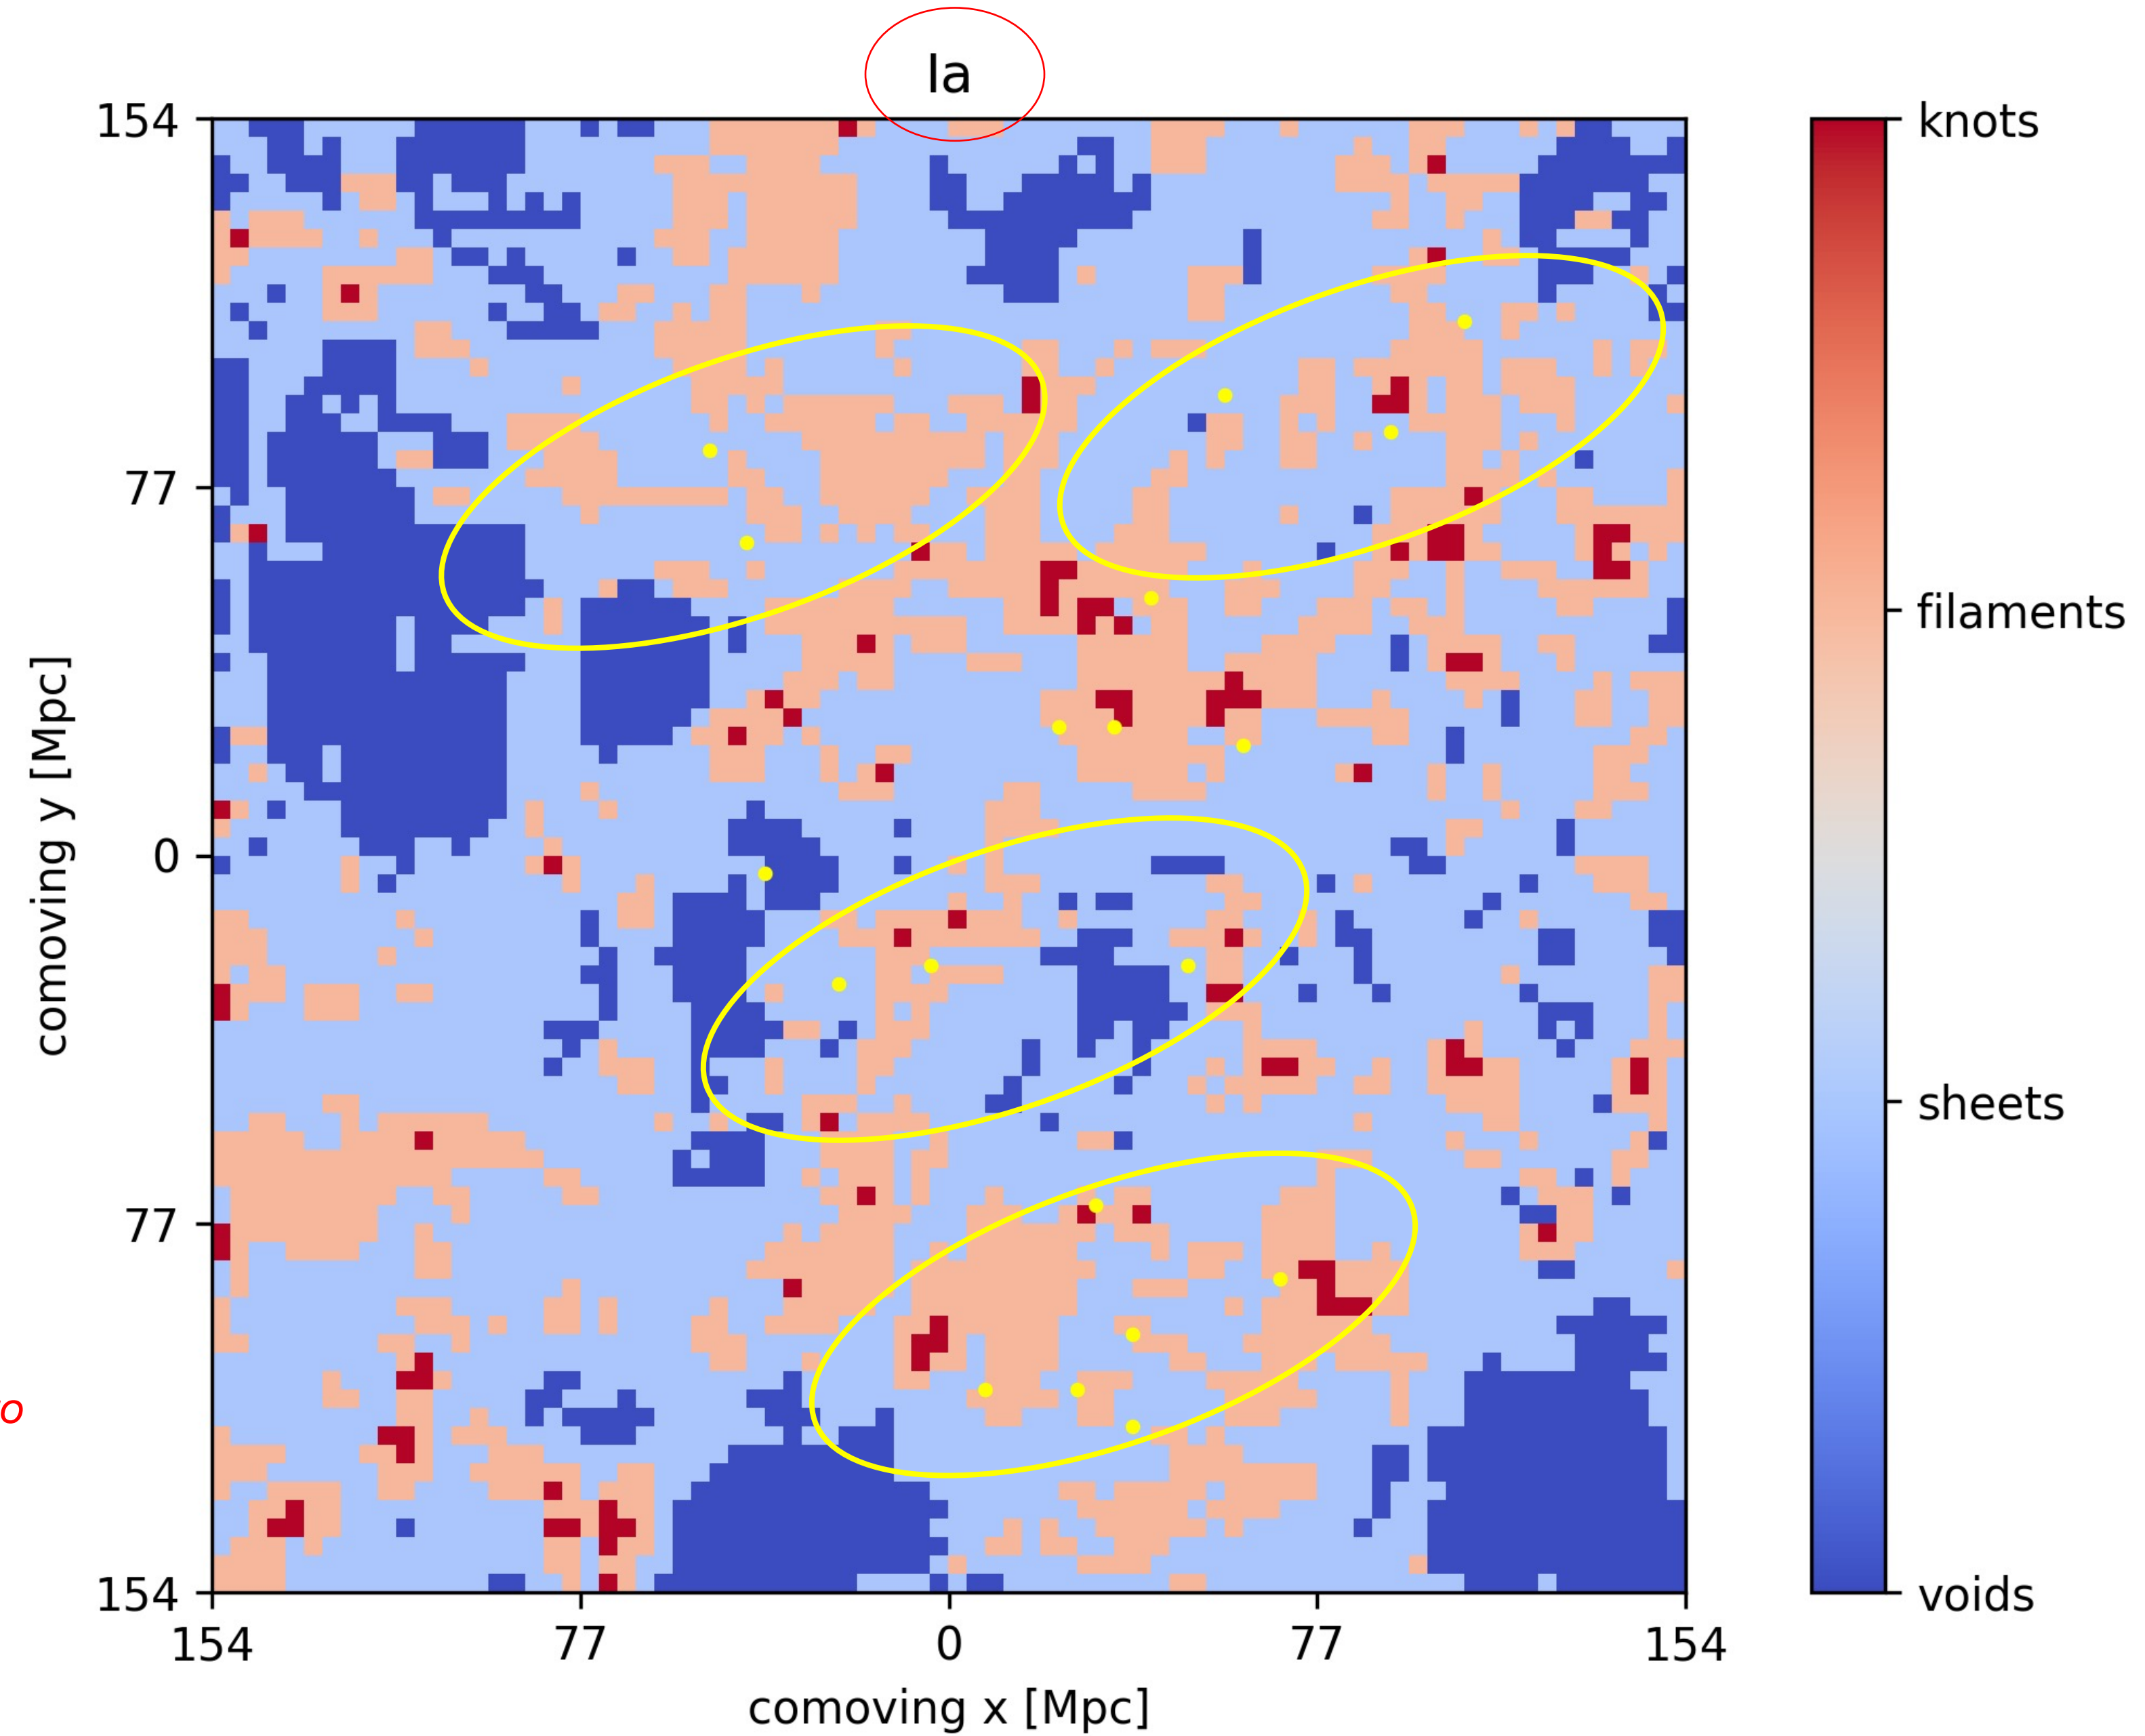 Ia
154
77
0
77
154
comoving y [Mpc]
154
77
0
77
154
comoving x [Mpc]
knots
filaments
sheets
voids
o